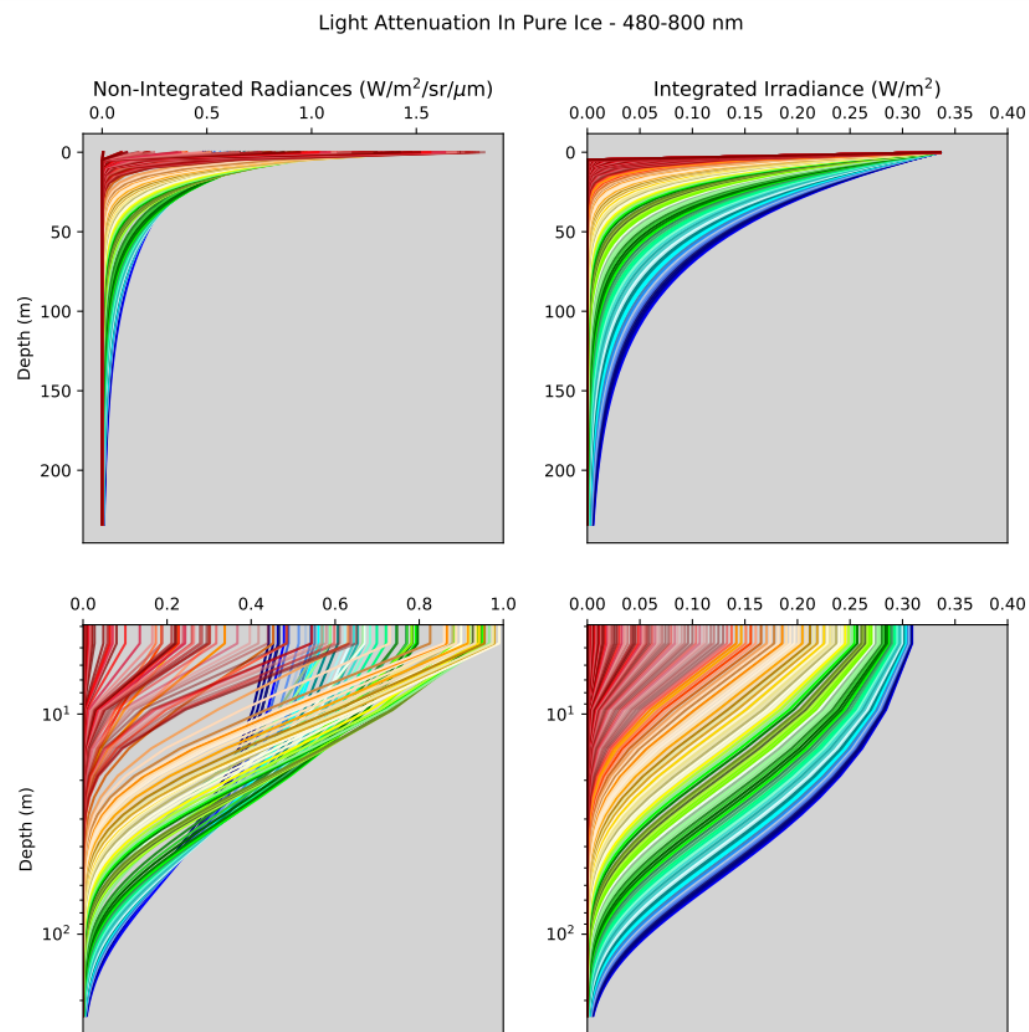 Light Attenuation In Pure Ice - 480-800 nm
Non-Integrated Radiances (W/m²/sr/μm)
Integrated Irradiance (W/m²)
0.0 0.5 1.0 1.5
0.00 0.05 0.10 0.15 0.20 0.25 0.30 0.35 0.40
0
50
100
150
200
Depth (m)
0
50
100
150
200
0.0 0.2 0.4 0.6 0.8 1.0
0.00 0.05 0.10 0.15 0.20 0.25 0.30 0.35 0.40
10¹
10²
Depth (m)
10¹
10²